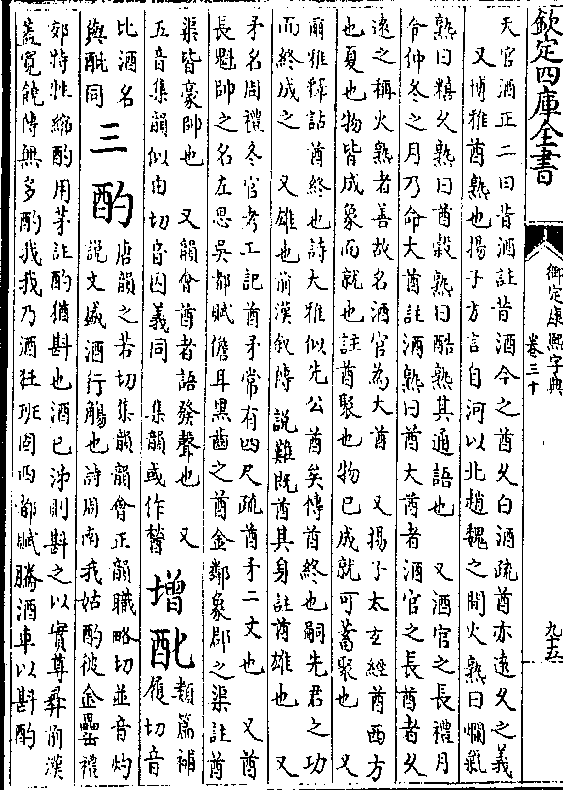 欽定四庫全書
御定康熙字典
卷三十
九十五
天官酒正二曰昔酒註昔酒今之酋久白酒疏酋亦遠久之義
又博雅酋熟也揚子方言自河以北趙魏之間火熟曰爤氣
熟曰糦久熟曰酋穀熟曰酷熟其通語也　又酒官之長禮月
令仲冬之月乃命大酋註酒熟曰酋大酋者酒官之長酋者久
遠之稱火熟者善故名酒官為大酋　又揚子太玄經酋西方
也夏也物皆成象而就也註酋聚也物已成就可蓄聚也　又
爾雅釋詁酋終也詩大雅似先公酋矣傳酋終也嗣先君之功
而終成之　又雄也前漢叙傳說難既酋其身註酋雄也　又
矛名周禮冬官考工記酋矛常有四尺疏酋矛二丈也　又酋
長魁帥之名左思吳都賦儋耳黑齒之酋金鄰象郡之渠註酋
渠皆豪帥也　又韻會酋者語發聲也　又
五音集韻似由切音囚義同　集韻或作䤛
增
䣥
類篇補
履切音
比酒名
與酏同
三
酌
唐韻之若切集韻韻會正韻職略切並音灼
說文盛酒行觴也詩周南我姑酌彼金罍禮
郊特牲縮酌用茅註酌猶斟也酒已泲則斟之以實尊彝前漢
蓋寬饒傳無多酌我我乃酒狂班固西都賦騰酒車以斟酌